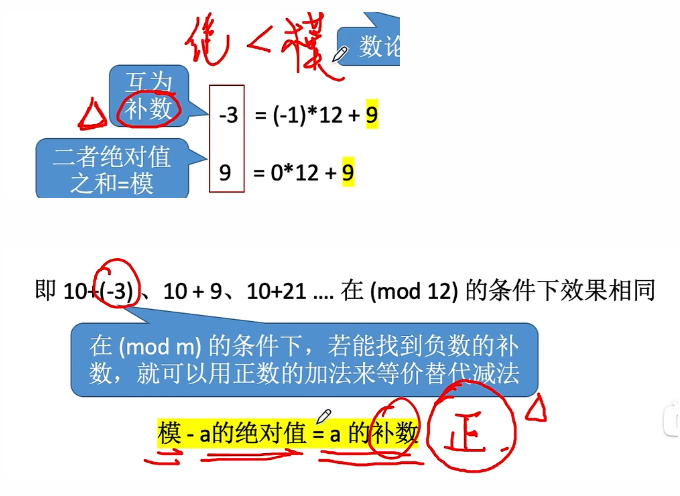 绝 < 模
数论
互为
补数
-3 = (-1)*12 + 9
二者绝对值
之和=模
9 = 0*12 + 9
即 10+(-3) 、10 + 9、10+21 .... 在 (mod 12) 的条件下效果相同
在 (mod m) 的条件下，若能找到负数的补
数，就可以用正数的加法来等价替代减法
模 - a的绝对值 = a 的补数 正